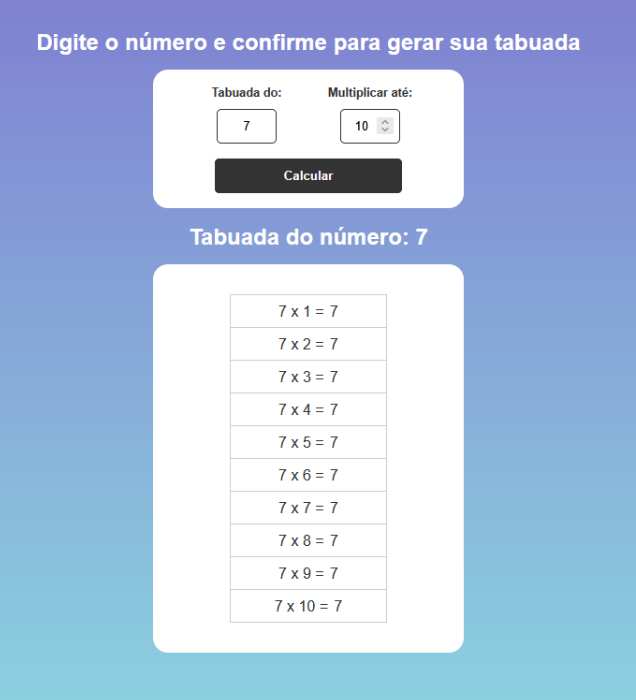 Digite o número e confirme para gerar sua tabuada
Tabuada do: Multiplicar até:
7 10
Calcular
Tabuada do número: 7
7 x 1 = 7
7 x 2 = 7
7 x 3 = 7
7 x 4 = 7
7 x 5 = 7
7 x 6 = 7
7 x 7 = 7
7 x 8 = 7
7 x 9 = 7
7 x 10 = 7